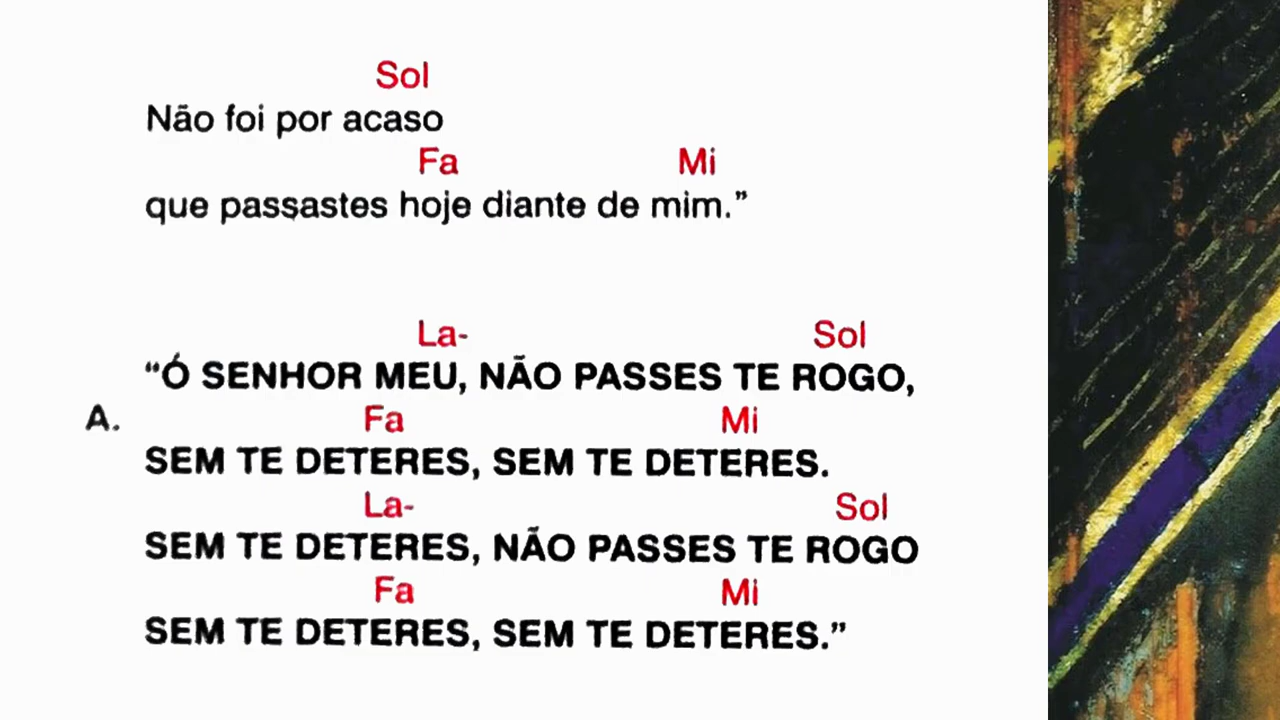 Sol
Não foi por acaso
Fa Mi
que passastes hoje diante de mim.”
La- Sol
“Ó SENHOR MEU, NÃO PASSES TE ROGO,
A. Fa Mi
SEM TE DETERES, SEM TE DETERES.
La- Sol
SEM TE DETERES, NÃO PASSES TE ROGO
Fa Mi
SEM TE DETERES, SEM TE DETERES.”